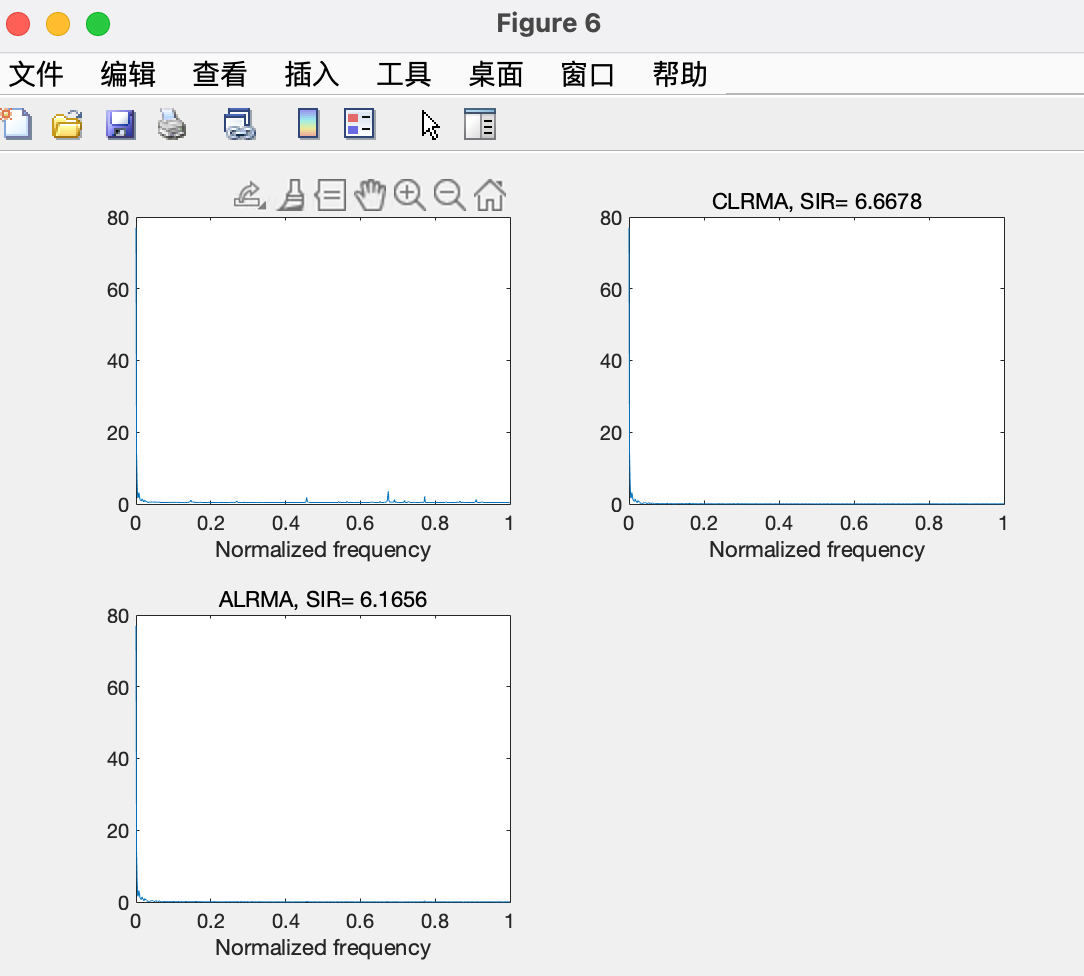 Figure 6
文件 编辑 查看 插入 工具 桌面 窗口 帮助
80
60
40
20
0
0 0.2 0.4 0.6 0.8 1
Normalized frequency
CLRMA, SIR= 6.6678
80
60
40
20
0
0 0.2 0.4 0.6 0.8 1
Normalized frequency
ALRMA, SIR= 6.1656
80
60
40
20
0
0 0.2 0.4 0.6 0.8 1
Normalized frequency